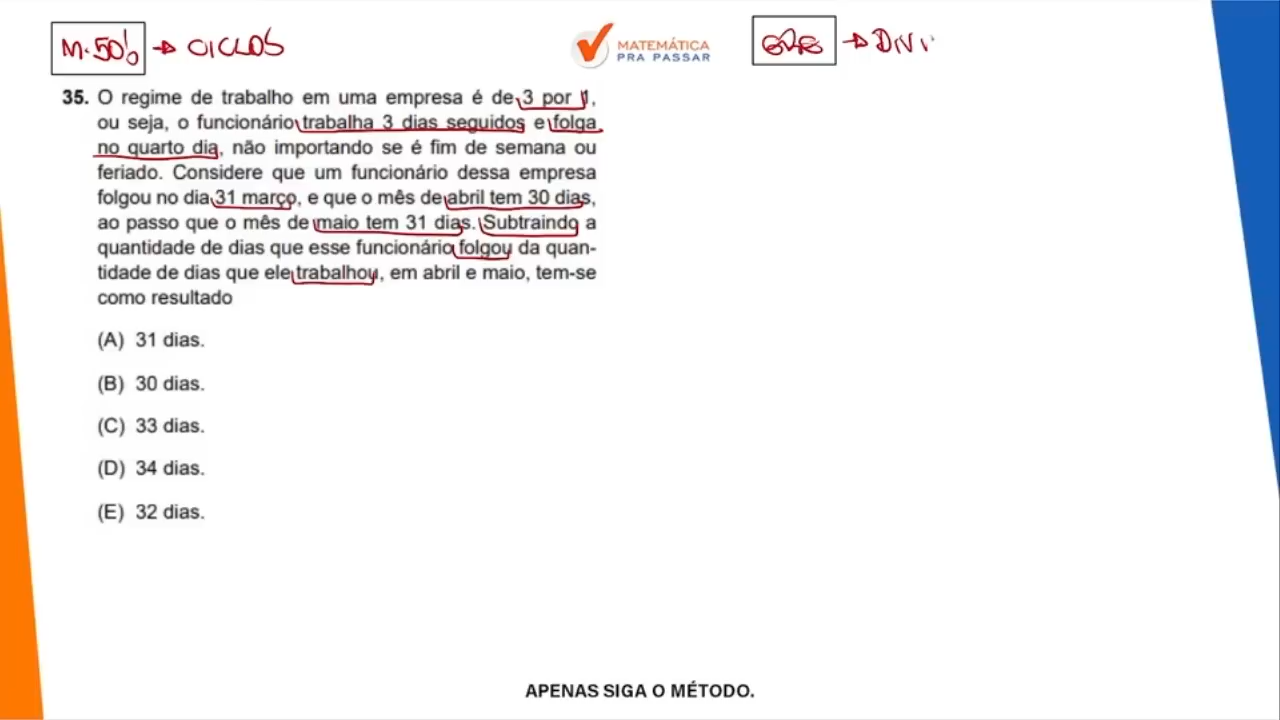 M.50% → CICLOS
MATEMÁTICA
PRA PASSAR
→ DIVI
35. O regime de trabalho em uma empresa é de 3 por 1,
ou seja, o funcionário trabalha 3 dias seguidos e folga
no quarto dia, não importando se é fim de semana ou
feriado. Considere que um funcionário dessa empresa
folgou no dia 31 março, e que o mês de abril tem 30 dias,
ao passo que o mês de maio tem 31 dias. Subtraindo a
quantidade de dias que esse funcionário folgou da quan-
tidade de dias que ele trabalhou, em abril e maio, tem-se
como resultado
(A) 31 dias.
(B) 30 dias.
(C) 33 dias.
(D) 34 dias.
(E) 32 dias.
APENAS SIGA O MÉTODO.